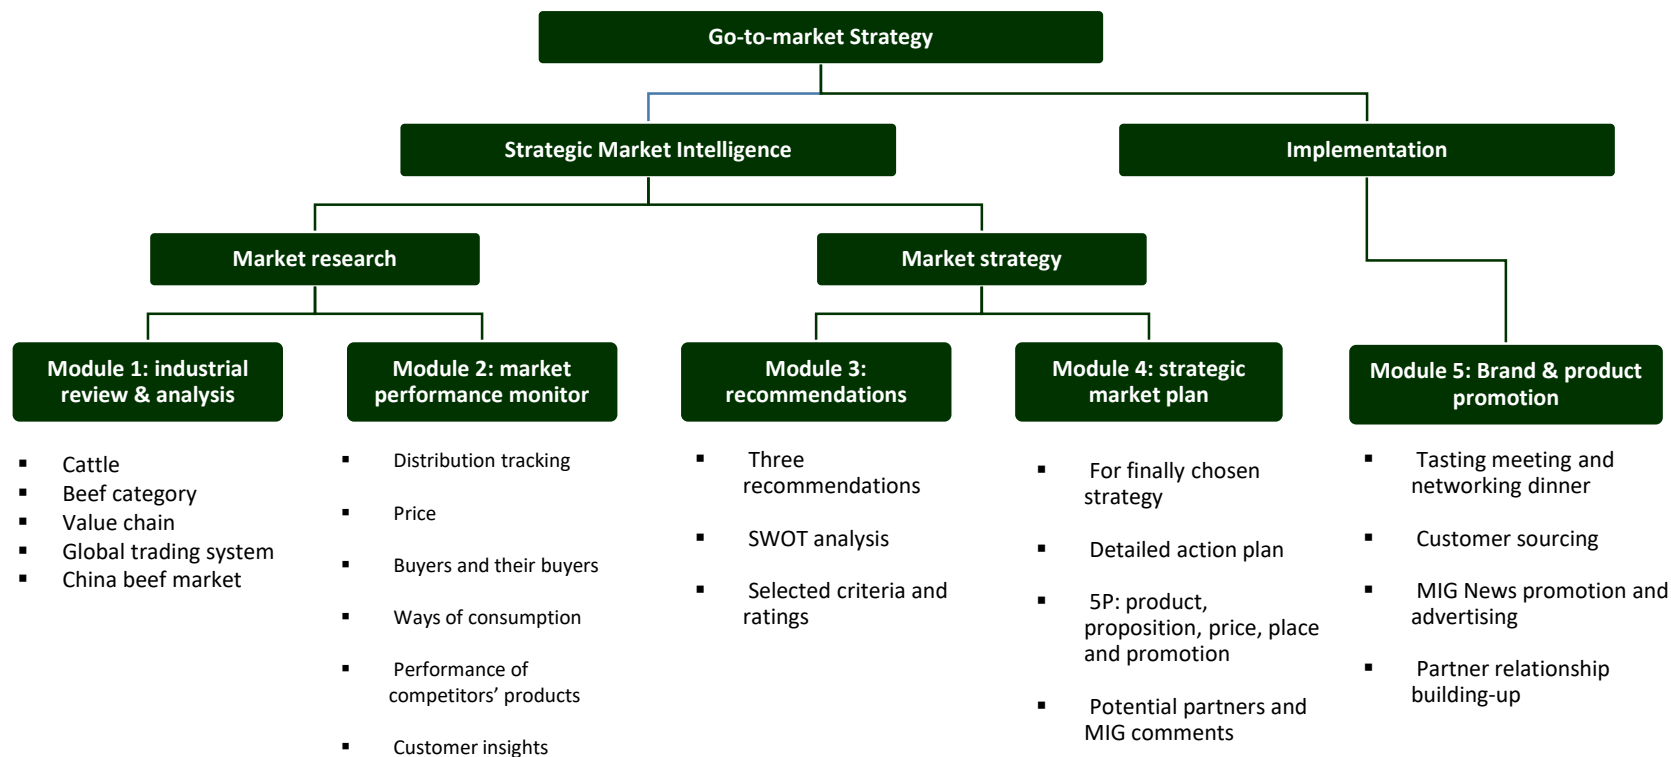 Go-to-market Strategy
Strategic Market Intelligence
Implementation
Market research
Market strategy
Module 1: industrial
review & analysis
Module 2: market
performance monitor
Module 3:
recommendations
Module 4: strategic
market plan
Module 5: Brand & product
promotion
▪ Cattle
▪ Beef category
▪ Value chain
▪ Global trading system
▪ China beef market
▪ Distribution tracking
▪ Price
▪ Buyers and their buyers
▪ Ways of consumption
▪ Performance of
competitors’ products
▪ Customer insights
▪ Three
recommendations
▪ SWOT analysis
▪ Selected criteria and
ratings
▪ For finally chosen
strategy
▪ Detailed action plan
▪ 5P: product,
proposition, price, place
and promotion
▪ Potential partners and
MIG comments
▪ Tasting meeting and
networking dinner
▪ Customer sourcing
▪ MIG News promotion and
advertising
▪ Partner relationship
building-up